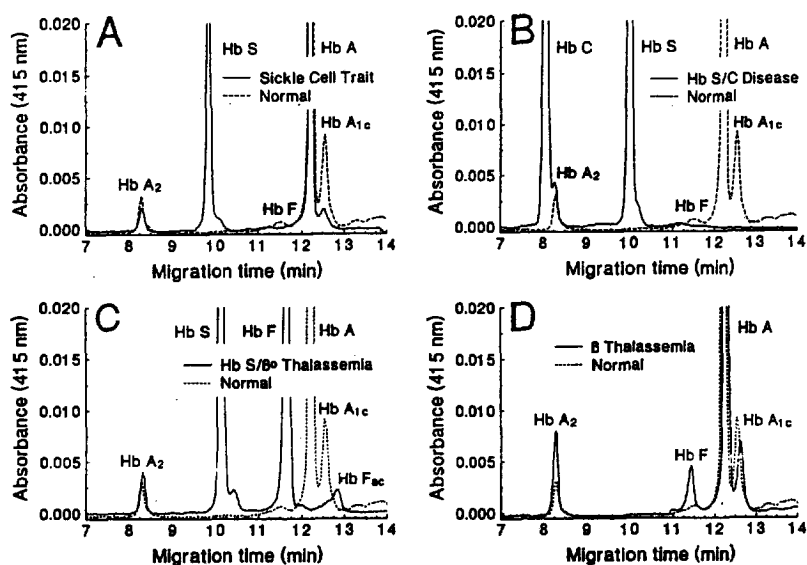 A
Absorbance (415 nm)
0.020
0.015
0.010
0.005
0.000
Hb S
Hb A
Sickle Cell Trait
Normal
Hb A1c
Hb A2
Hb F
7 8 9 10 11 12 13 14
Migration time (min)
B
Absorbance (415 nm)
0.020
0.015
0.010
0.005
0.000
Hb C
Hb S
Hb A
Hb S/C Disease
Normal
Hb A1c
Hb A2
Hb F
7 8 9 10 11 12 13 14
Migration time (min)
C
Absorbance (415 nm)
0.020
0.015
0.010
0.005
0.000
Hb S
Hb F
Hb A
Hb S/β° Thalassemia
Normal
Hb A1c
Hb A2
Hb Fac
7 8 9 10 11 12 13 14
Migration time (min)
D
Absorbance (415 nm)
0.020
0.015
0.010
0.005
0.000
Hb A
β Thalassemia
Normal
Hb A2
Hb F
Hb A1c
7 8 9 10 11 12 13 14
Migration time (min)